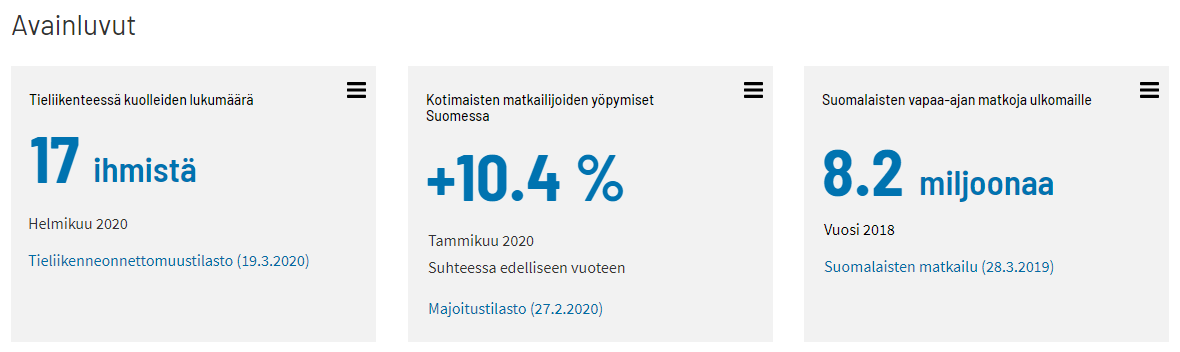 Avainluvut
Tieliikenteessä kuolleiden lukumäärä
17 ihmistä
Helmikuu 2020
Tieliikenneonnettomuustilasto (19.3.2020)
Kotimaisten matkailijoiden yöpymiset
Suomessa
+10.4 %
Tammikuu 2020
Suhteessa edelliseen vuoteen
Majoitustilasto (27.2.2020)
Suomalaisten vapaa-ajan matkoja ulkomaille
8.2 miljoonaa
Vuosi 2018
Suomalaisten matkailu (28.3.2019)